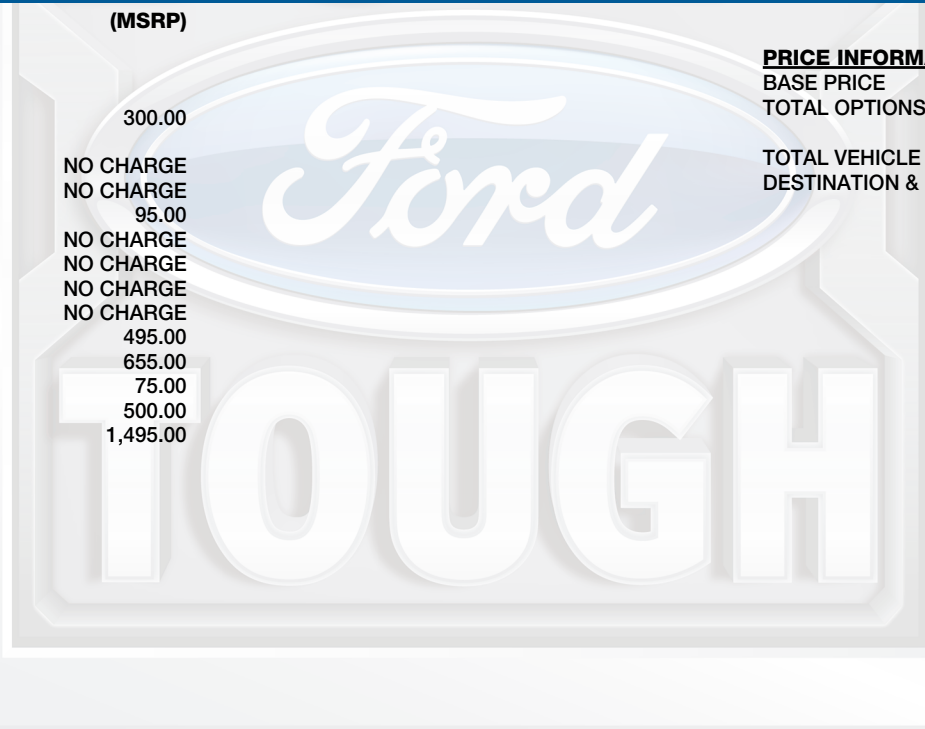 (MSRP)
300.00
NO CHARGE
NO CHARGE
95.00
NO CHARGE
NO CHARGE
NO CHARGE
NO CHARGE
495.00
655.00
75.00
500.00
1,495.00
PRICE INFORMA
BASE PRICE
TOTAL OPTIONS
TOTAL VEHICLE
DESTINATION &
Ford
TOUGH